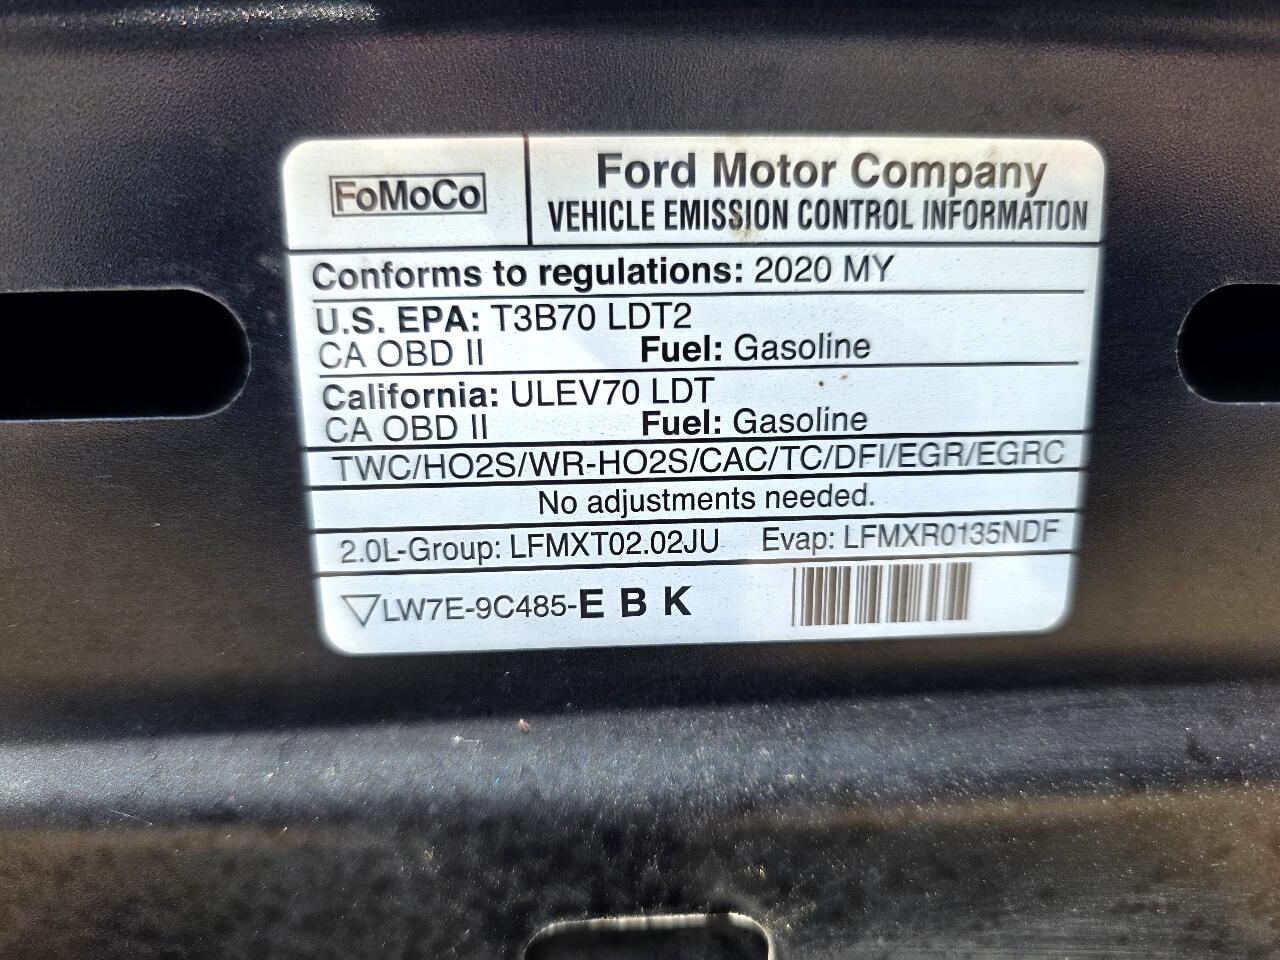 FoMoCo
Ford Motor Company
VEHICLE EMISSION CONTROL INFORMATION
Conforms to regulations: 2020 MY
U.S. EPA: T3B70 LDT2
CA OBD II Fuel: Gasoline
California: ULEV70 LDT
CA OBD II Fuel: Gasoline
TWC/HO2S/WR-HO2S/CAC/TC/DFI/EGR/EGRC
No adjustments needed.
2.0L-Group: LFMXT02.02JU Evap: LFMXR0135NDF
LW7E-9C485-E B K